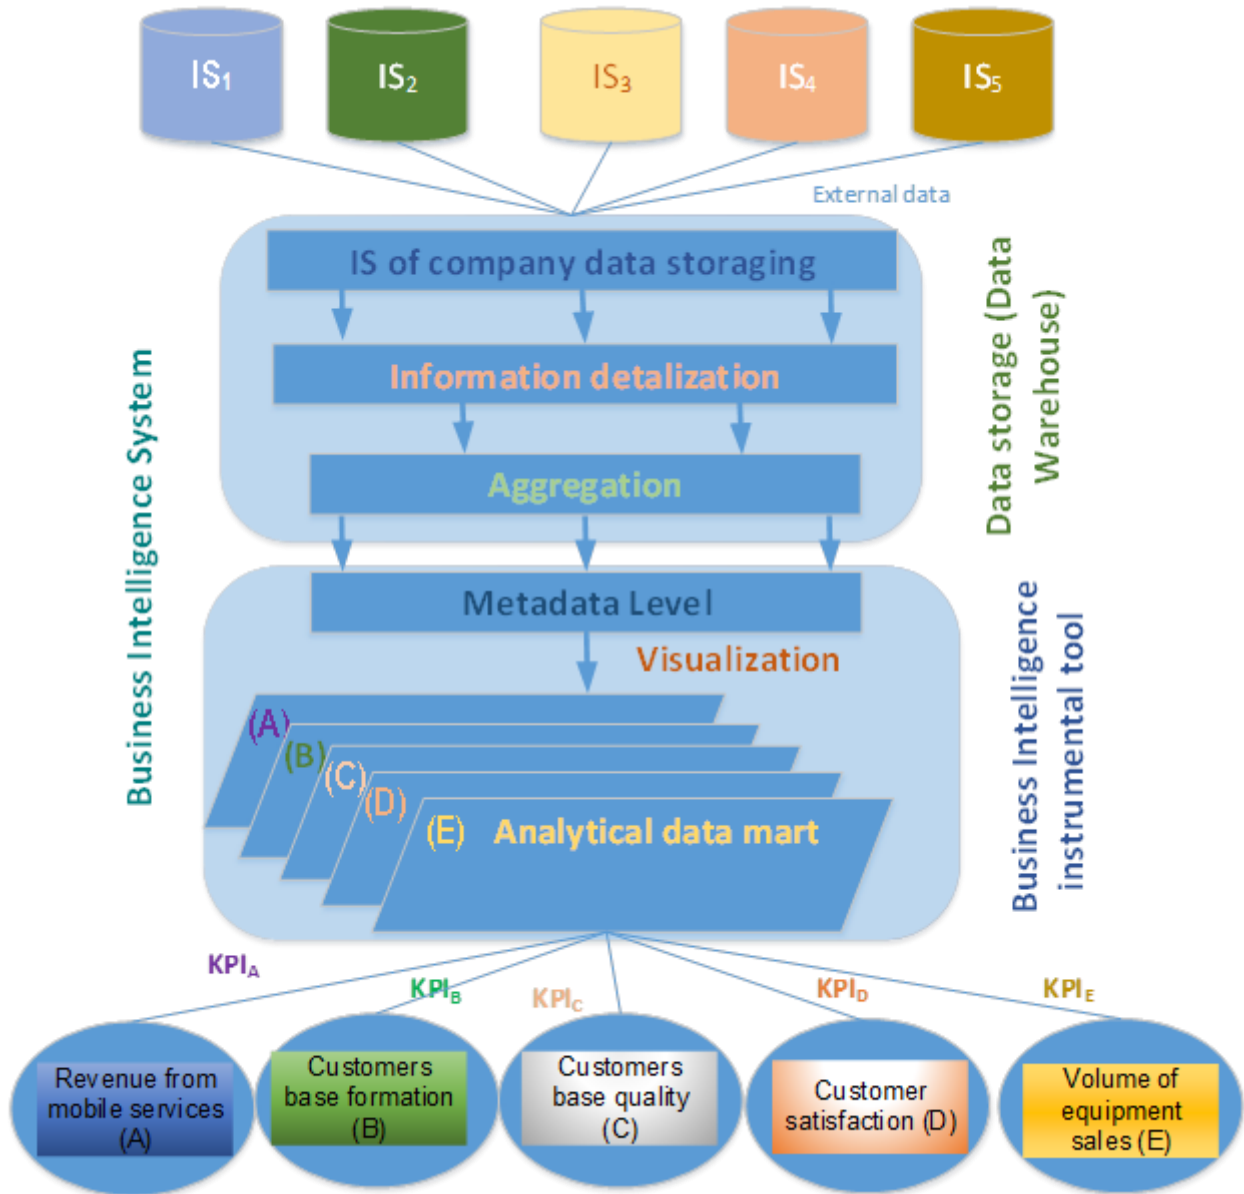 IS1
IS2
IS3
IS4
IS5
External data
IS of company data storaging
Information detalization
Aggregation
Data storage (Data
Warehouse)
Business Intelligence System
Metadata Level
Visualization
(A)
(B)
(C)
(D)
(E) Analytical data mart
Business Intelligence
instrumental tool
KPIA
KPIB
KPIC
KPID
KPIE
Revenue from
mobile services
(A)
Customers
base formation
(B)
Customers
base quality
(C)
Customer
satisfaction (D)
Volume of
equipment
sales (E)